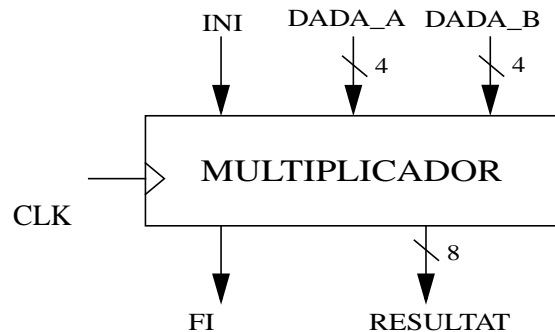 INI DADA_A DADA_B
4 4
MULTIPLICADOR
CLK
8
FI RESULTAT